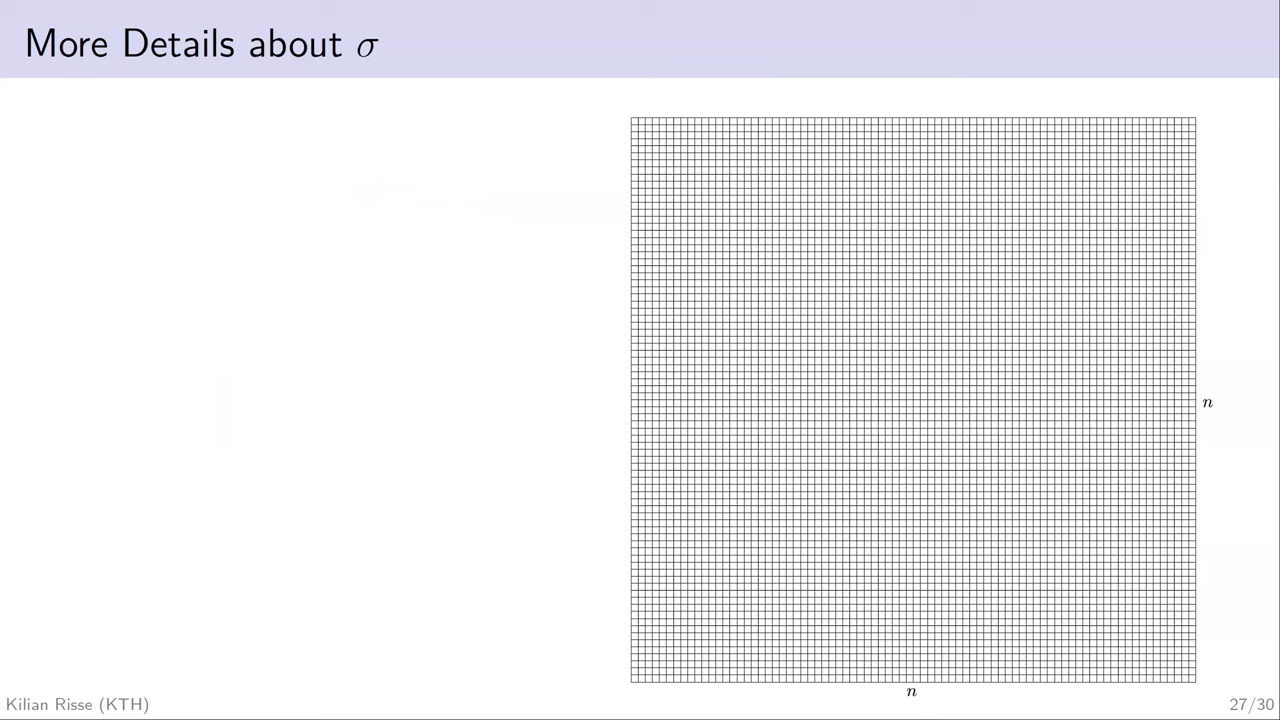 More Details about σ
n
n
Kilian Risse (KTH)
27/30